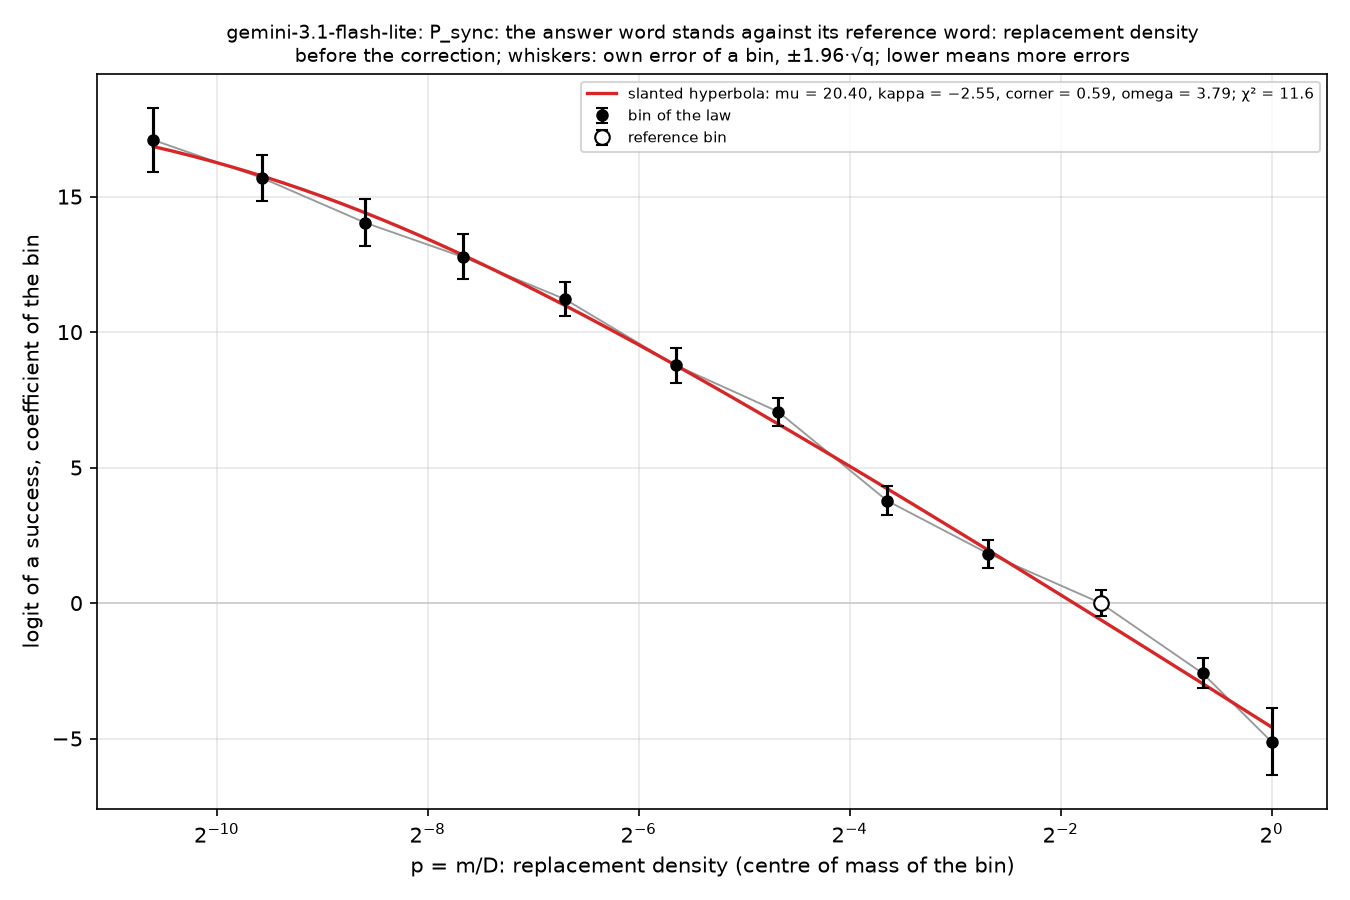 gemini-3.1-flash-lite: P_sync: the answer word stands against its reference word: replacement density
before the correction; whiskers: own error of a bin, ±1.96·√q; lower means more errors
slanted hyperbola: mu = 20.40, kappa = −2.55, corner = 0.59, omega = 3.79; χ² = 11.6
bin of the law
reference bin
logit of a success, coefficient of the bin
15
10
5
0
−5
2⁻¹⁰ 2⁻⁸ 2⁻⁶ 2⁻⁴ 2⁻² 2⁰
p = m/D: replacement density (centre of mass of the bin)